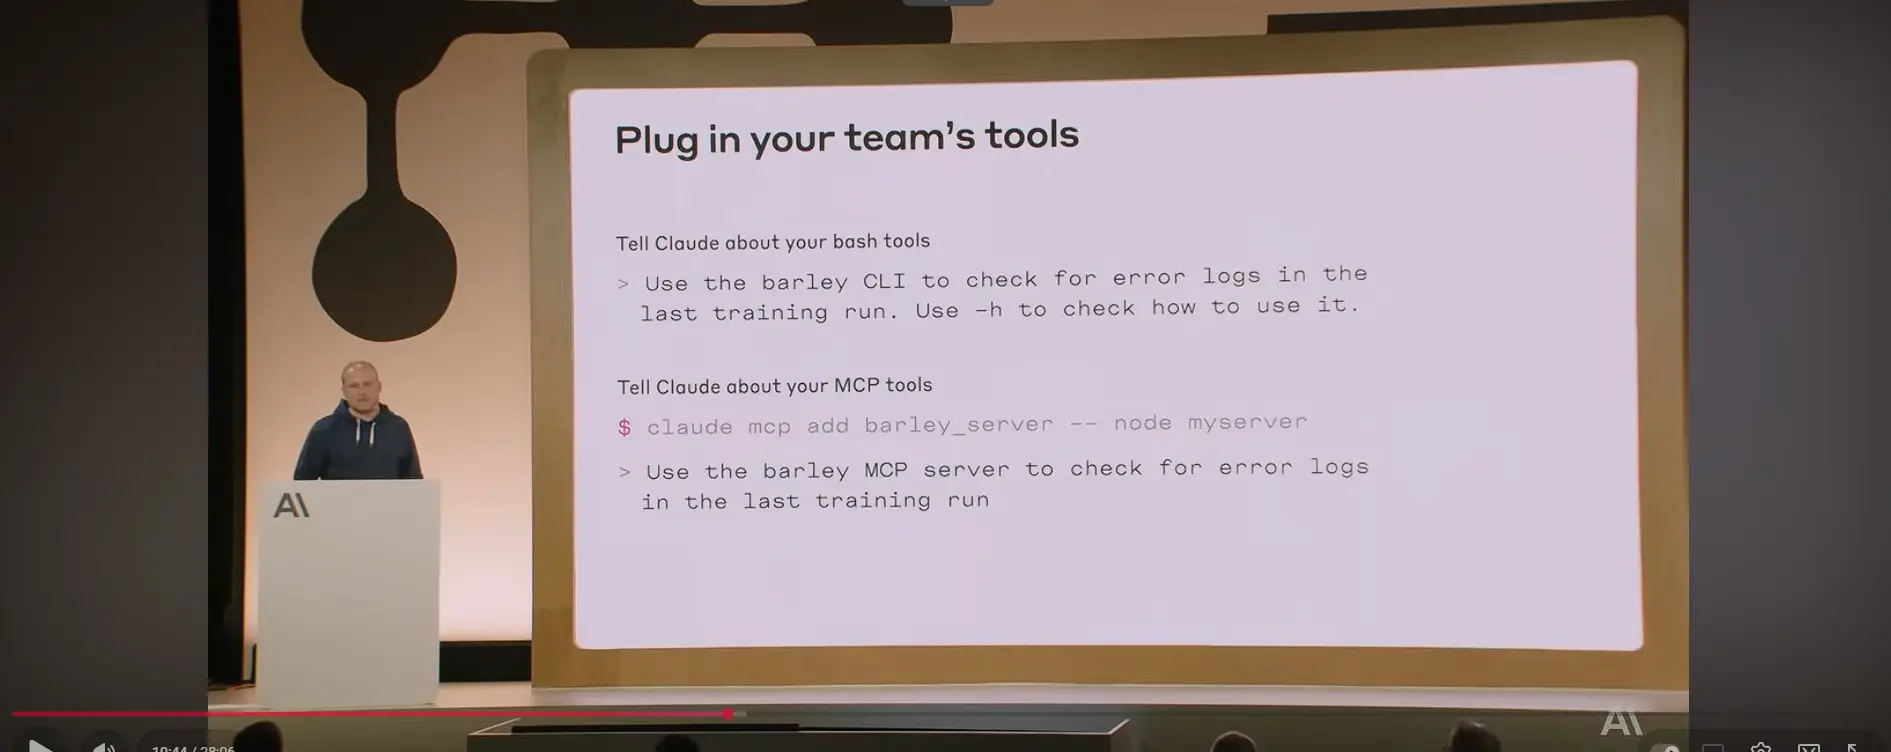 Plug in your team's tools
Tell Claude about your bash tools
> Use the barley CLI to check for error logs in the
last training run. Use -h to check how to use it.
Tell Claude about your MCP tools
$ claude mcp add barley_server -- node myserver
> Use the barley MCP server to check for error logs
in the last training run
A\
A\
10:44 / 28:06